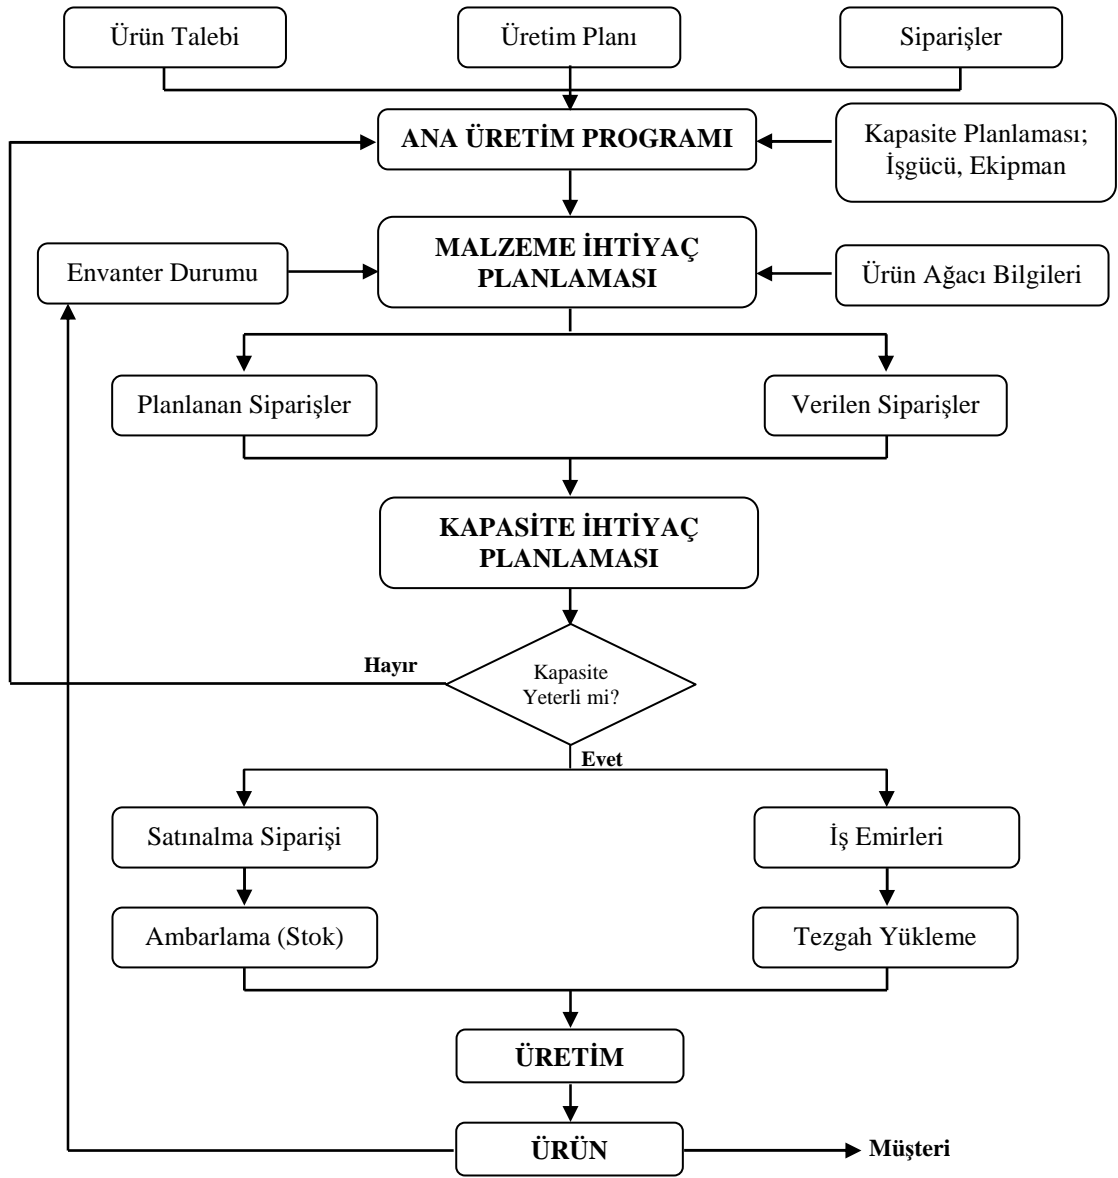 Ürün Talebi
Üretim Planı
Siparişler
ANA ÜRETİM PROGRAMI
Kapasite Planlaması;
İşgücü, Ekipman
MALZEME İHTİYAÇ
PLANLAMASI
Envanter Durumu
Ürün Ağacı Bilgileri
Planlanan Siparişler
Verilen Siparişler
KAPASİTE İHTİYAÇ
PLANLAMASI
Hayır
Kapasite
Yeterli mi?
Evet
Satınalma Siparişi
İş Emirleri
Ambarlama (Stok)
Tezgah Yükleme
ÜRETİM
ÜRÜN
Müşteri